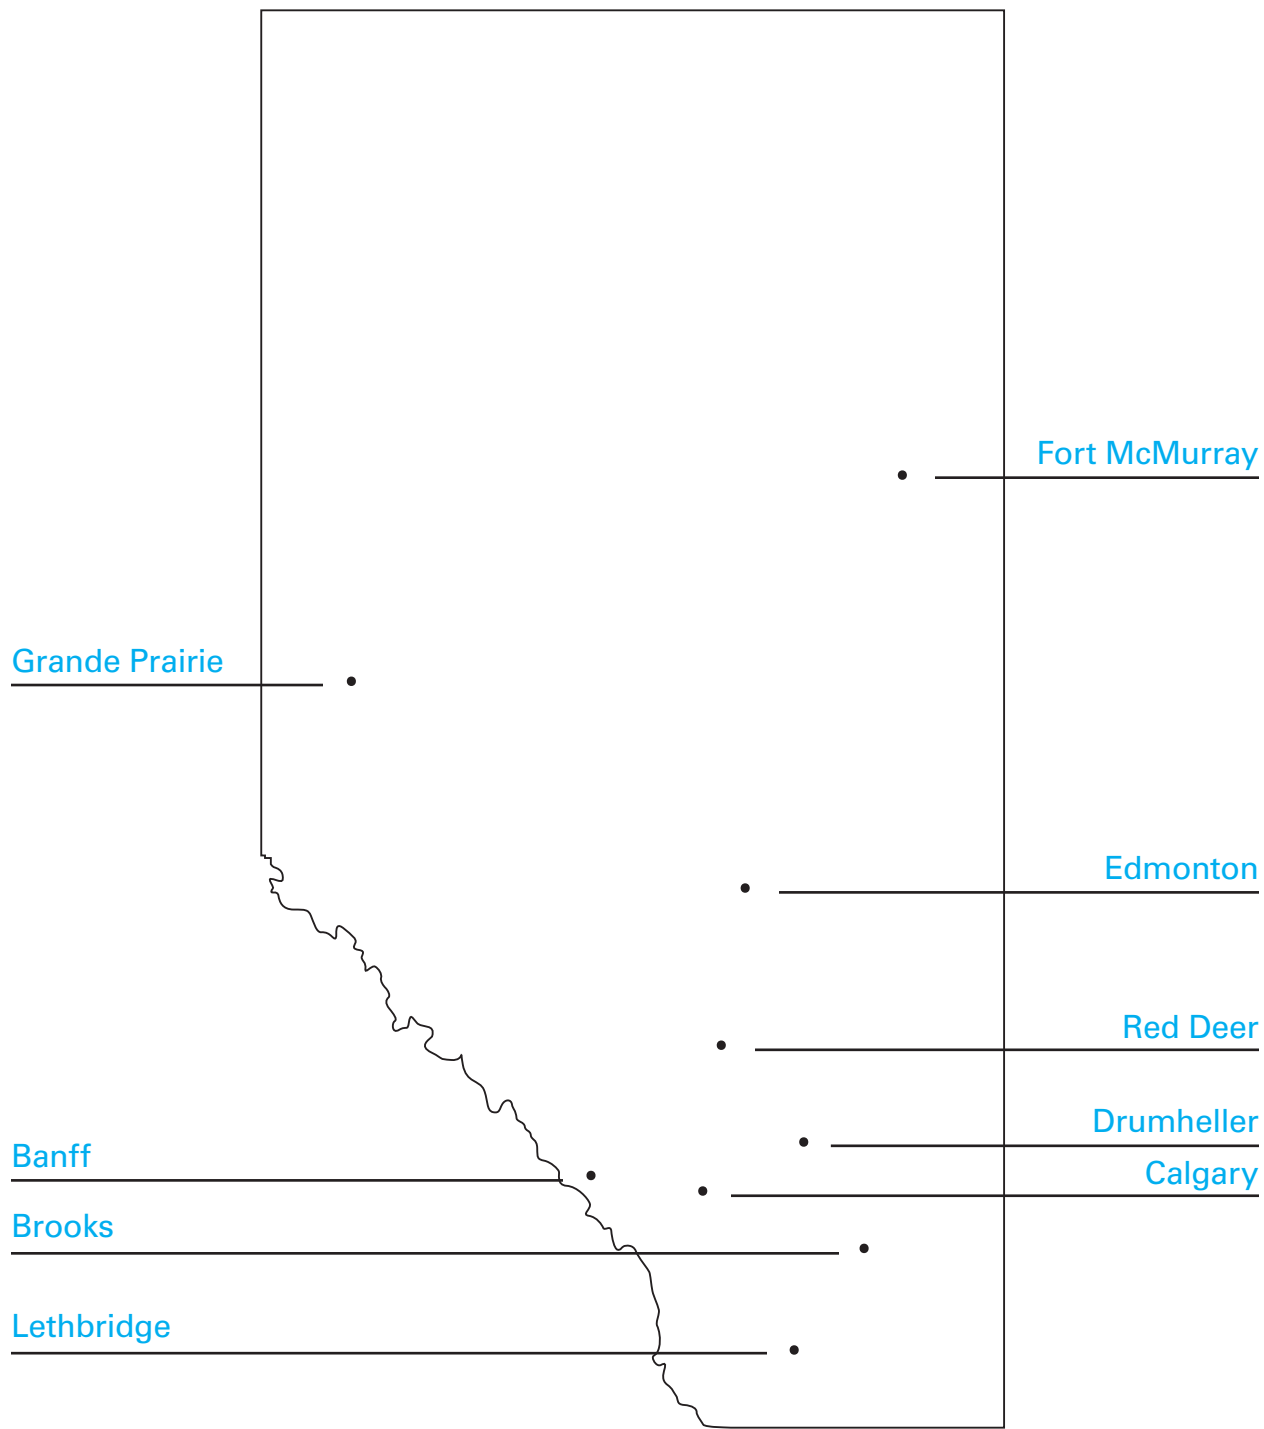 Fort McMurray
Grande Prairie
Edmonton
Red Deer
Drumheller
Banff
Calgary
Brooks
Lethbridge